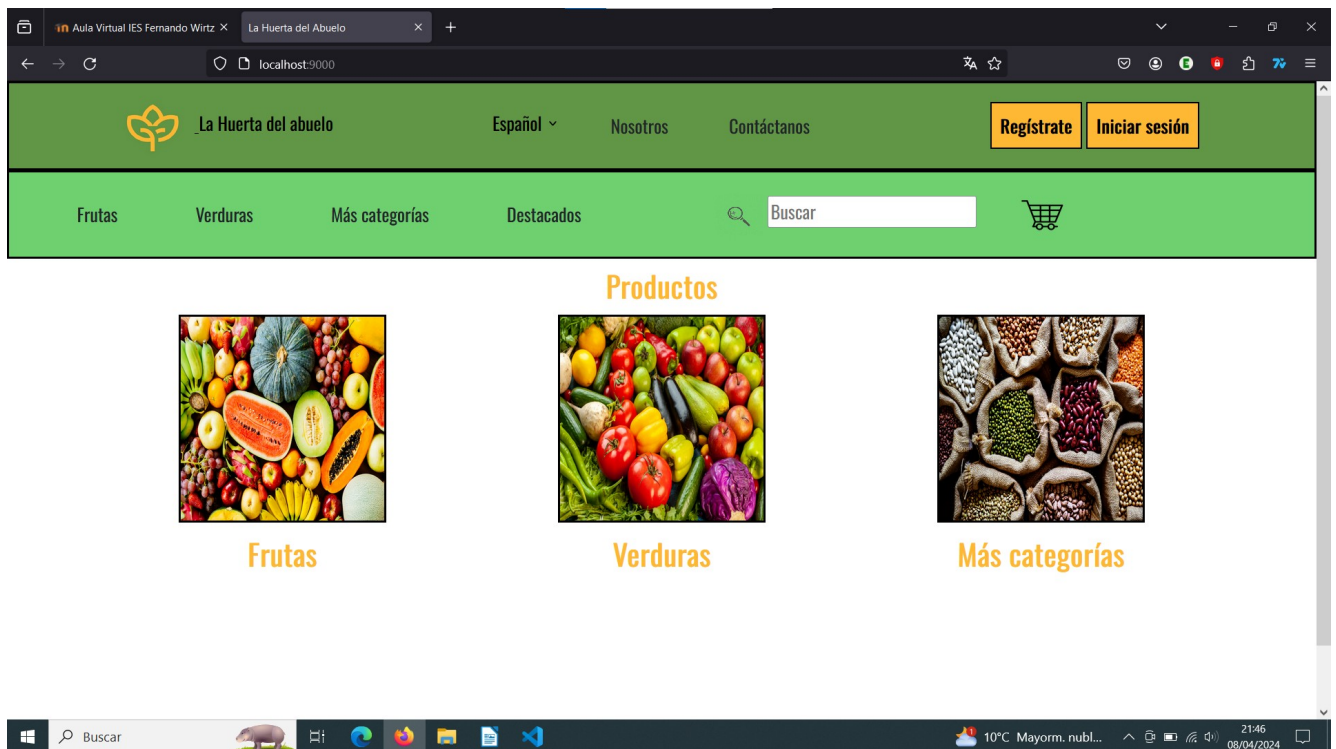 Aula Virtual IES Fernando Wirtz
La Huerta del Abuelo
localhost:9000
La Huerta del abuelo
Español
Nosotros
Contáctanos
Regístrate
Iniciar sesión
Frutas
Verduras
Más categorías
Destacados
Buscar
Productos
Frutas
Verduras
Más categorías
Buscar
10°C Mayorm. nubl...
21:46
08/04/2024